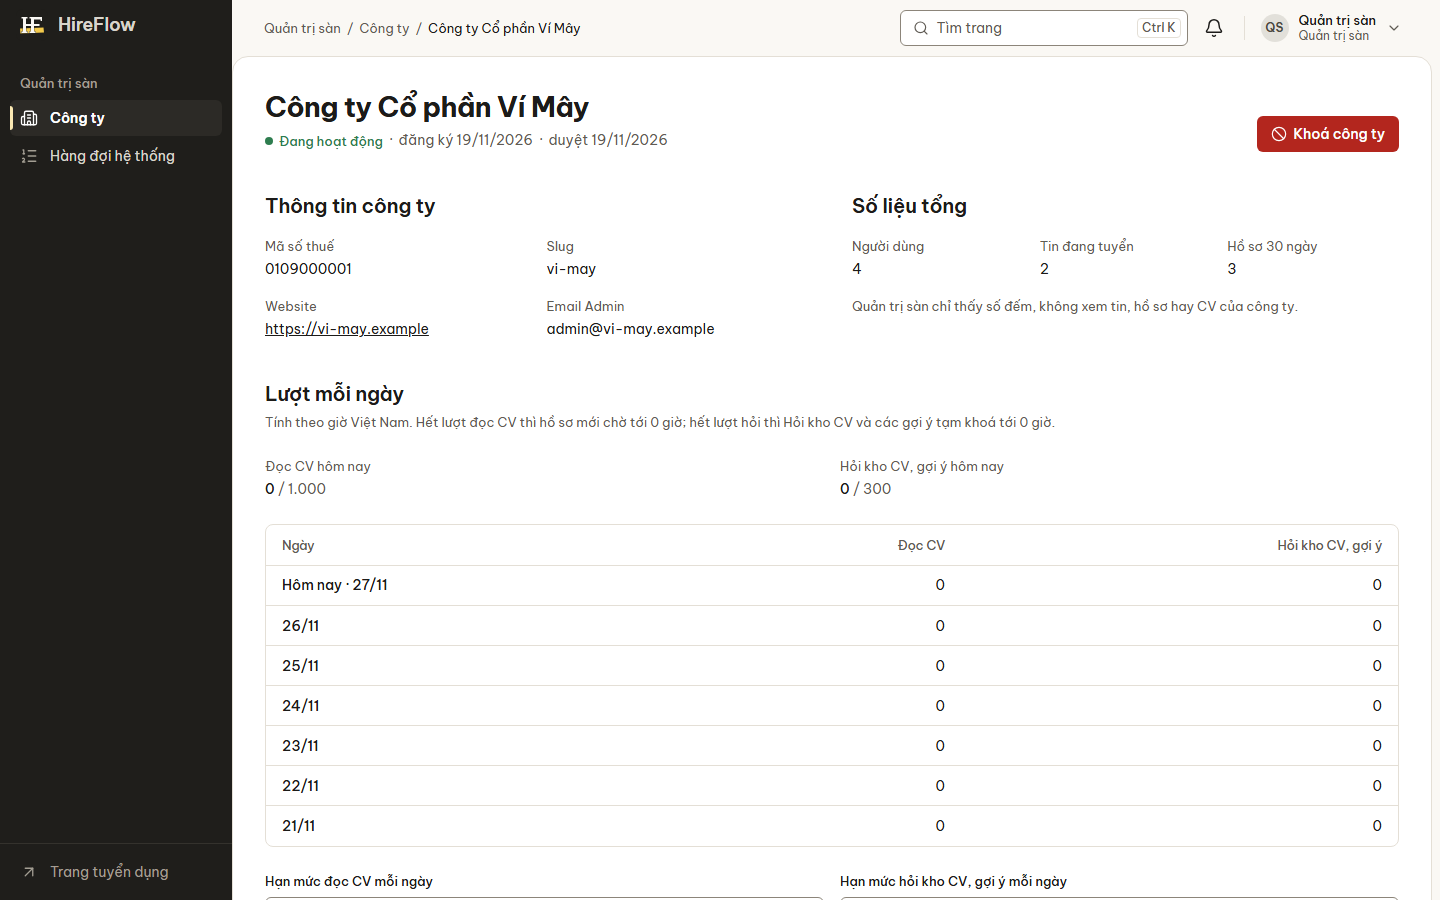 HF HireFlow
Quản trị sàn / Công ty / Công ty Cổ phần Ví Mây
Tìm trang Ctrl K
QS Quản trị sàn
Quản trị sàn
Quản trị sàn
Công ty
Hàng đợi hệ thống
Trang tuyển dụng
Công ty Cổ phần Ví Mây
Đang hoạt động · đăng ký 19/11/2026 · duyệt 19/11/2026
Khoá công ty
Thông tin công ty
Mã số thuế Slug
0109000001 vi-may
Website Email Admin
https://vi-may.example admin@vi-may.example
Số liệu tổng
Người dùng Tin đang tuyển Hồ sơ 30 ngày
4 2 3
Quản trị sàn chỉ thấy số đếm, không xem tin, hồ sơ hay CV của công ty.
Lượt mỗi ngày
Tính theo giờ Việt Nam. Hết lượt đọc CV thì hồ sơ mới chờ tới 0 giờ; hết lượt hỏi thì Hỏi kho CV và các gợi ý tạm khoá tới 0 giờ.
Đọc CV hôm nay Hỏi kho CV, gợi ý hôm nay
0 / 1.000 0 / 300
Ngày Đọc CV Hỏi kho CV, gợi ý
Hôm nay · 27/11 0 0
26/11 0 0
25/11 0 0
24/11 0 0
23/11 0 0
22/11 0 0
21/11 0 0
Hạn mức đọc CV mỗi ngày Hạn mức hỏi kho CV, gợi ý mỗi ngày